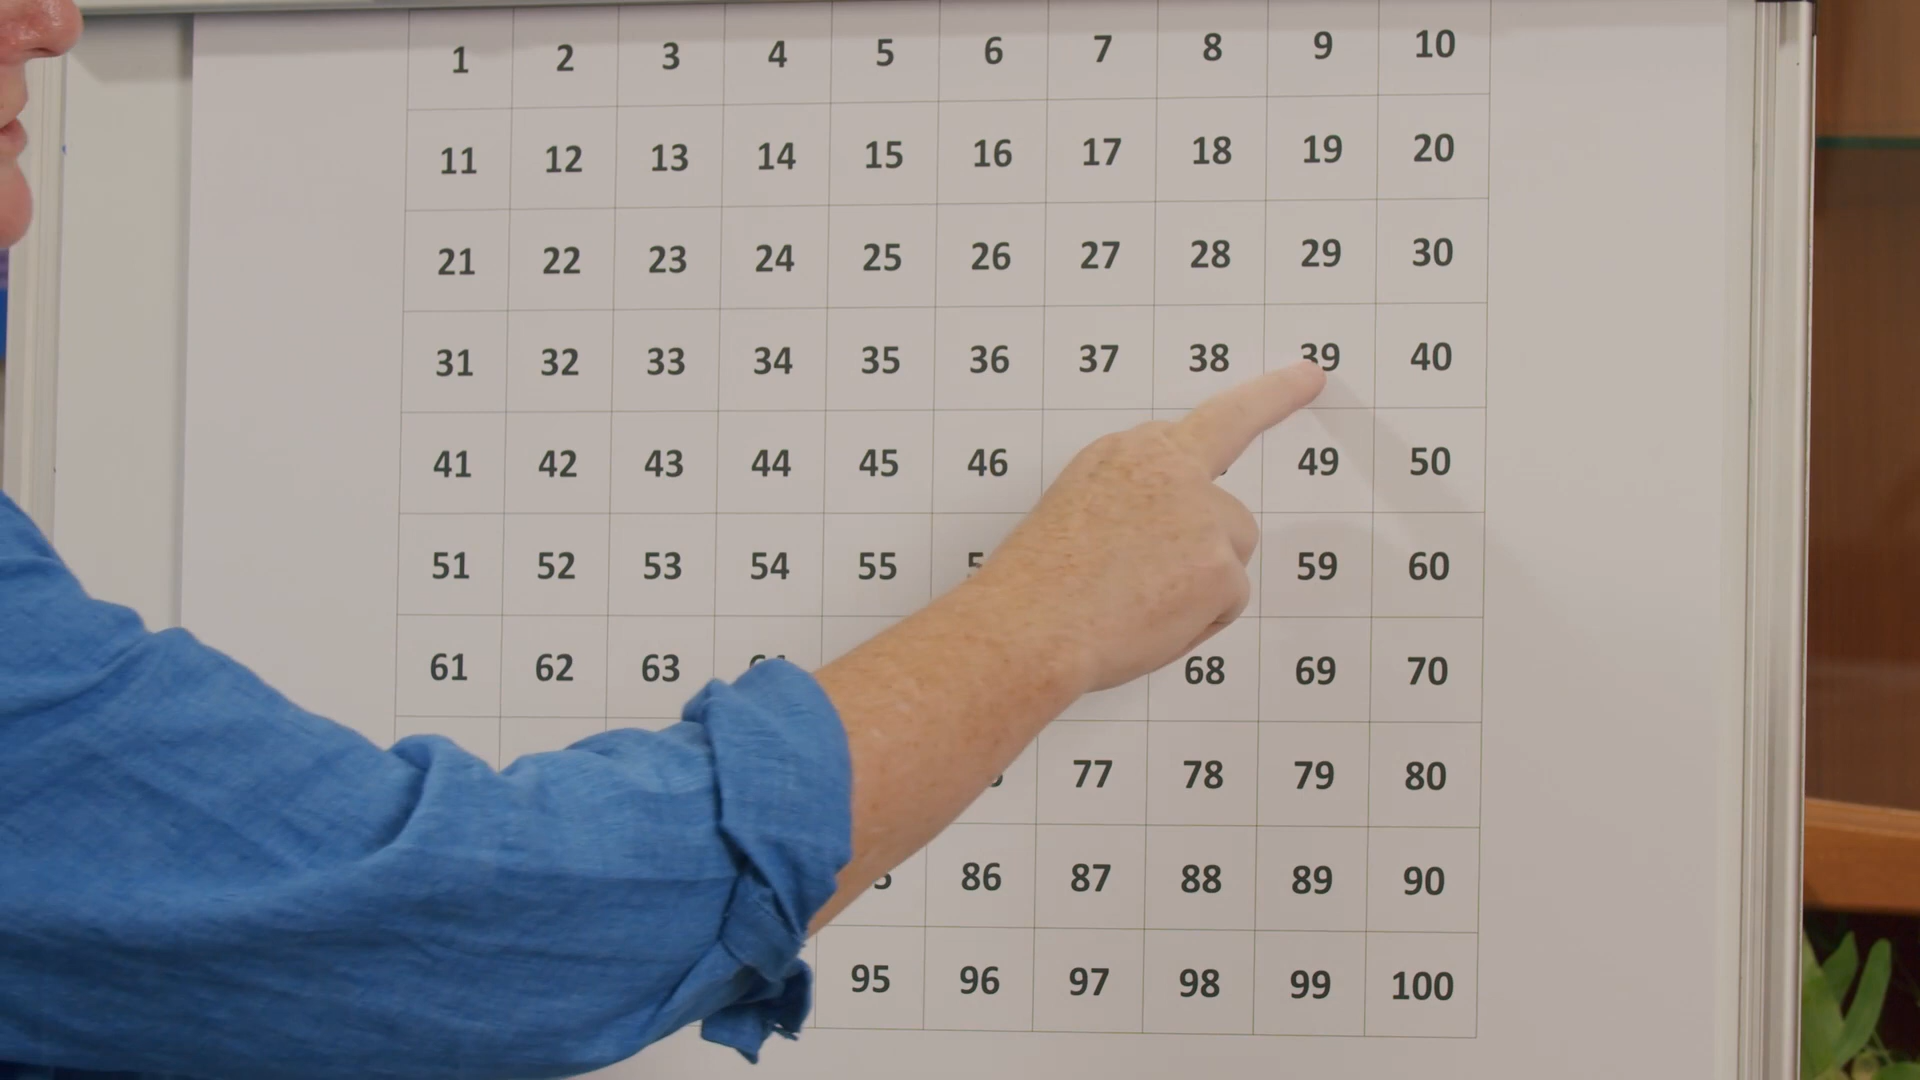 1 2 3 4 5 6 7 8 9 10
11 12 13 14 15 16 17 18 19 20
21 22 23 24 25 26 27 28 29 30
31 32 33 34 35 36 37 38 39 40
41 42 43 44 45 46 49 50
51 52 53 54 55 59 60
61 62 63 68 69 70
77 78 79 80
86 87 88 89 90
95 96 97 98 99 100